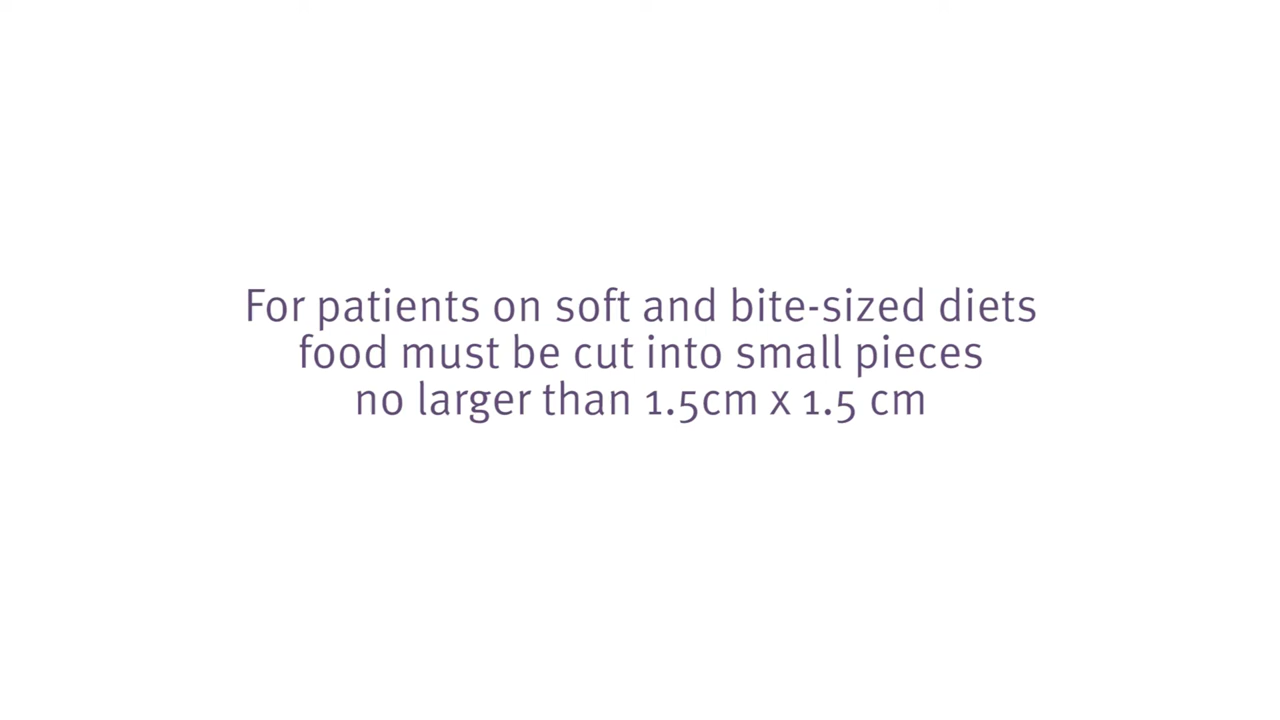 For patients on soft and bite-sized diets
food must be cut into small pieces
no larger than 1.5cm x 1.5 cm